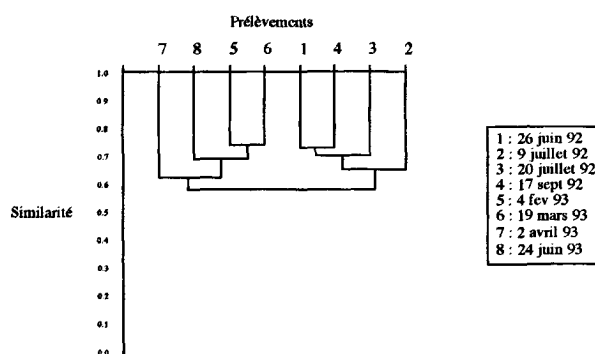 Prélèvements
7 8 5 6 1 4 3 2
1.0
0.9
0.8
0.7
0.6
0.5
0.4
0.3
0.2
0.1
0.0
Similarité
1 : 26 juin 92
2 : 9 juillet 92
3 : 20 juillet 92
4 : 17 sept 92
5 : 4 fev 93
6 : 19 mars 93
7 : 2 avril 93
8 : 24 juin 93